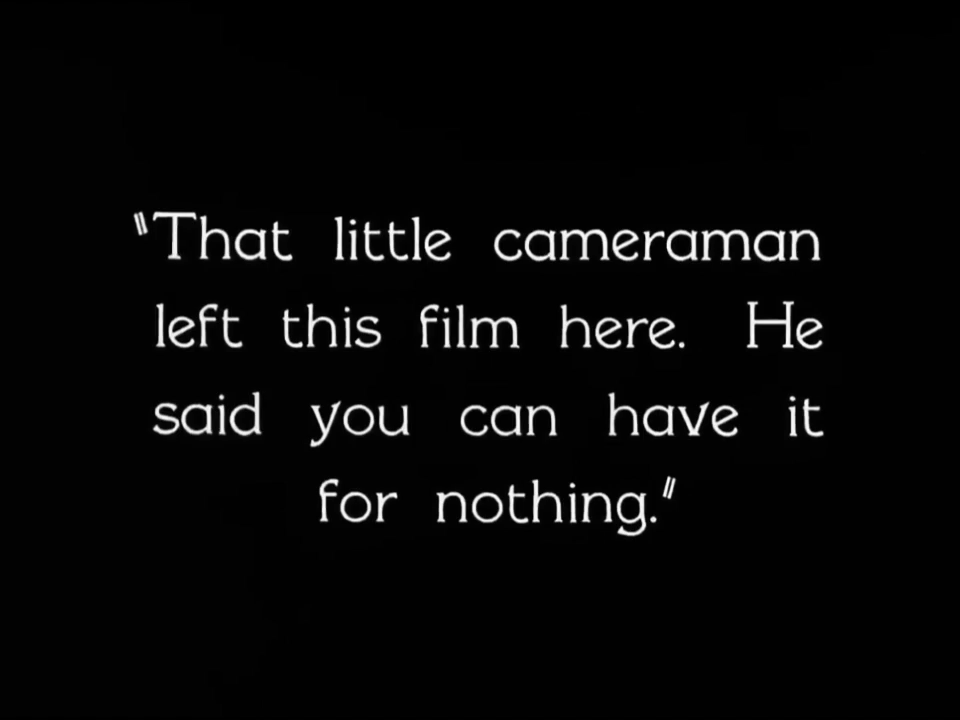 "That little cameraman
left this film here. He
said you can have it
for nothing."